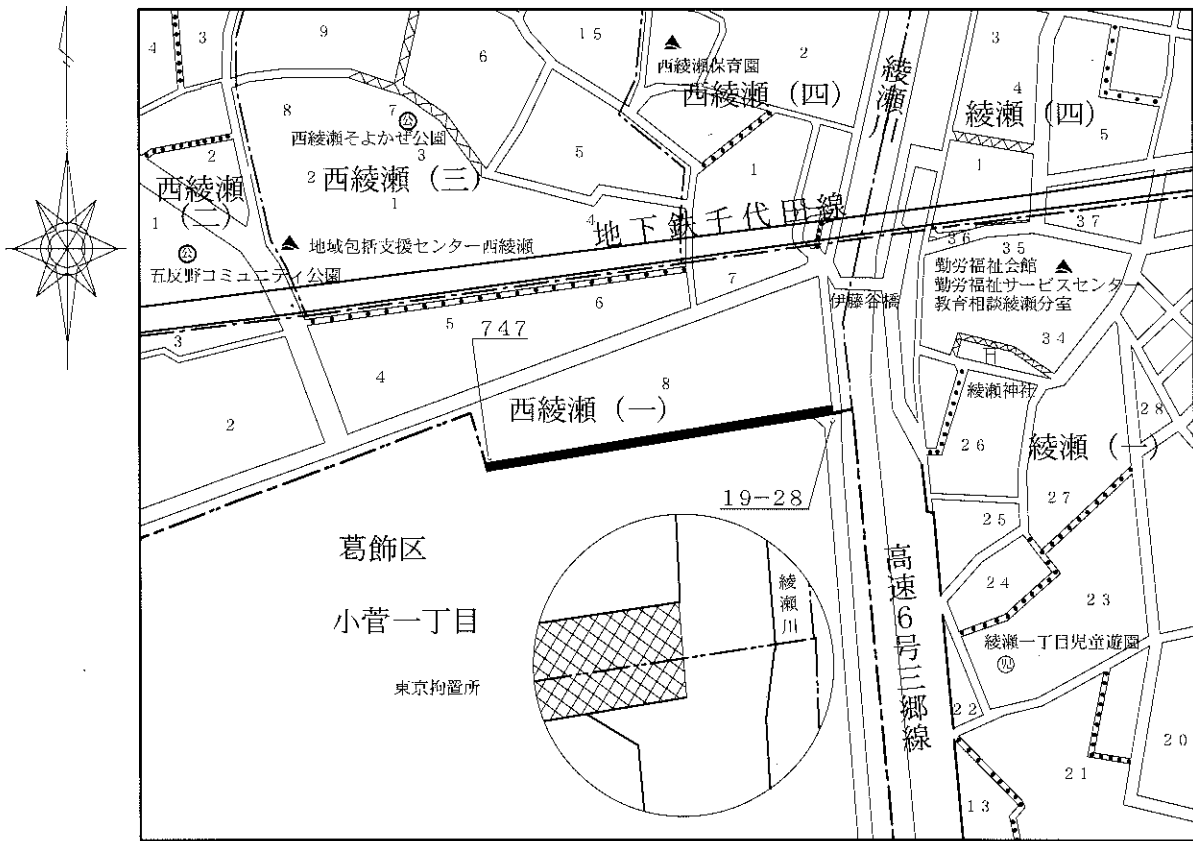 4
3
9
6
15
西綾瀬保育園
2
西綾瀬（四）
綾瀬川
3
4
綾瀬（四）
5
8
7
公
西綾瀬そよかぜ公園
3
2
西綾瀬（三）
1
5
1
1
2
西綾瀬（二）
1
公
五反野コミュニティ公園
地域包括支援センター西綾瀬
4
地下鉄千代田線
7
6
5
747
伊藤谷橋
36
35
37
勤労福祉会館
勤労福祉サービスセンター
教育相談綾瀬分室
34
3
4
2
8
西綾瀬（一）
綾瀬神社
28
26
綾瀬（一）
27
19-28
25
24
23
葛飾区
小菅一丁目
東京拘置所
綾瀬川
高速6号三郷線
綾瀬一丁目児童遊園
児
22
20
21
13